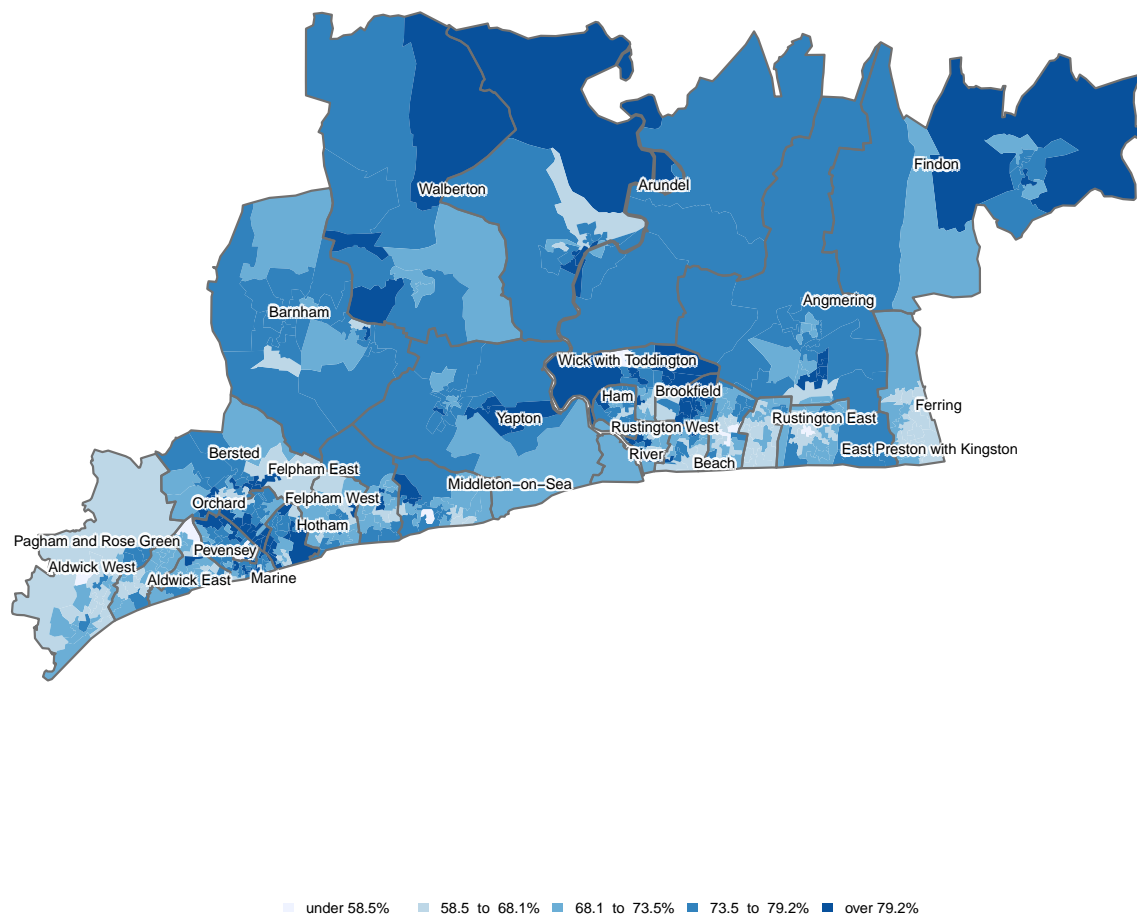 Findon
Arundel
Walberton
Angmering
Barnham
Wick with Toddington
Brookfield
Ham
Ferring
Yapton
Rustington East
Rustington West
East Preston with Kingston
Bersted
River
Beach
Felpham East
Middleton−on−Sea
Felpham West
Orchard
Hotham
Pagham and Rose Green
Pevensey
Aldwick West
Aldwick East
Marine
under 58.5% 58.5 to 68.1% 68.1 to 73.5% 73.5 to 79.2% over 79.2%